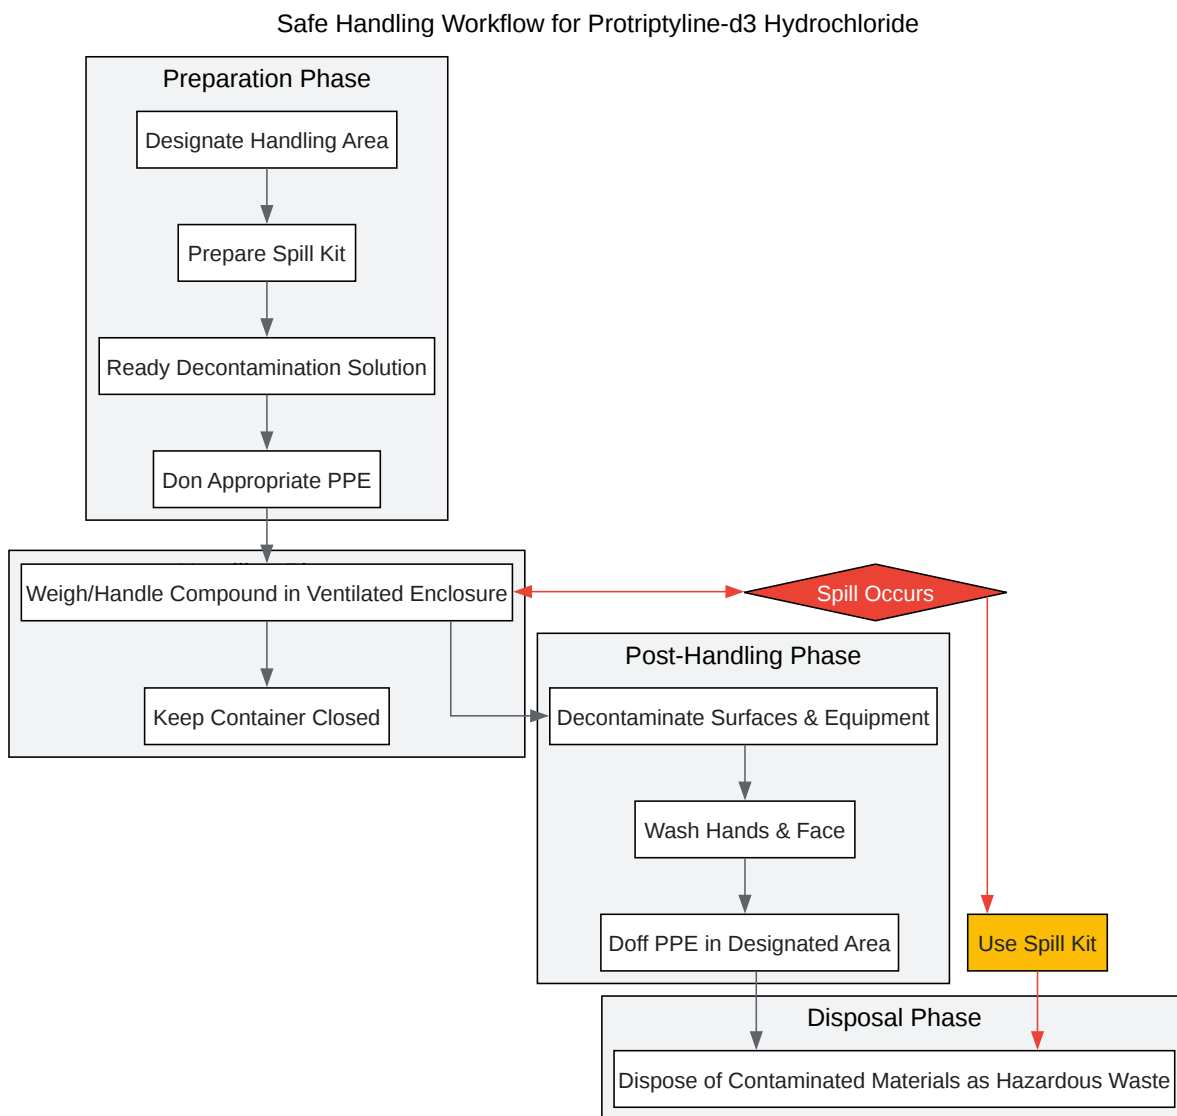 Safe Handling Workflow for Protriptyline-d3 Hydrochloride
Preparation Phase
Designate Handling Area
Prepare Spill Kit
Ready Decontamination Solution
Don Appropriate PPE
Weigh/Handle Compound in Ventilated Enclosure
Spill Occurs
Keep Container Closed
Post-Handling Phase
Decontaminate Surfaces & Equipment
Wash Hands & Face
Doff PPE in Designated Area
Use Spill Kit
Disposal Phase
Dispose of Contaminated Materials as Hazardous Waste